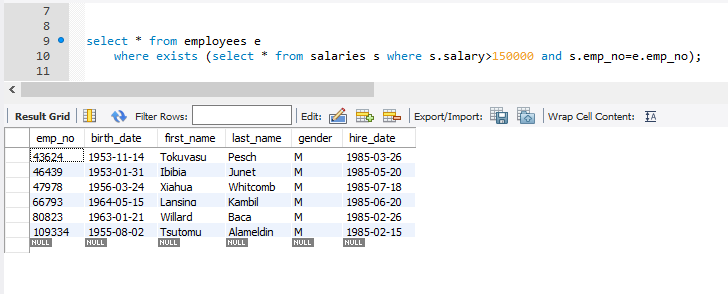 7
8
9 select * from employees e
10 where exists (select * from salaries s where s.salary>150000 and s.emp_no=e.emp_no);
11
Result Grid Filter Rows: Edit: Export/Import: Wrap Cell Content: IA
emp_no birth_date first_name last_name gender hire_date
43624 1953-11-14 Tokuyasu Pesch M 1985-03-26
46439 1953-01-31 Ibibia Junet M 1985-05-20
47978 1956-03-24 Xiahua Whitcomb M 1985-07-18
66793 1964-05-15 Lansing Kambil M 1985-06-20
80823 1963-01-21 Willard Baca M 1985-02-26
109334 1955-08-02 Tsutomu Alameldin M 1985-02-15
NULL NULL NULL NULL NULL NULL